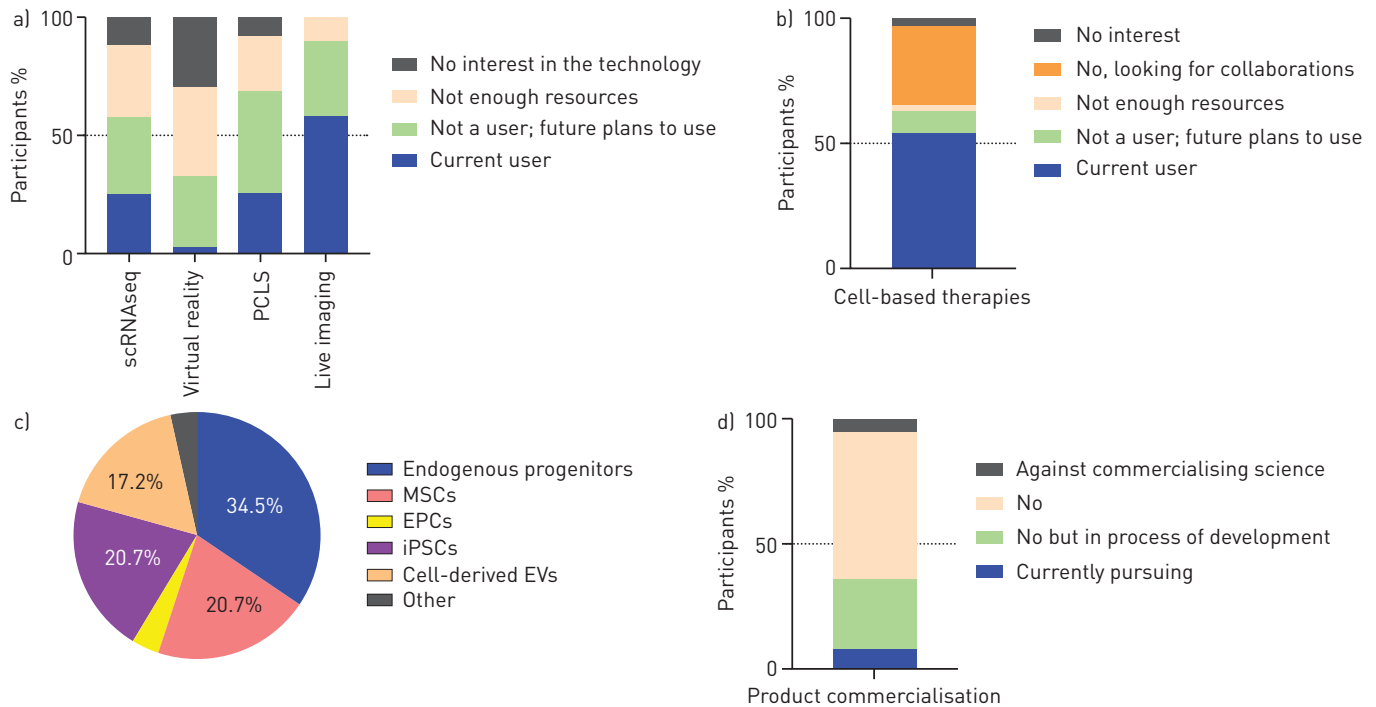 a)
100
50
0
Participants %
scRNAseq
Virtual reality
PCLS
Live imaging
No interest in the technology
Not enough resources
Not a user; future plans to use
Current user
b)
100
50
0
Participants %
Cell-based therapies
No interest
No, looking for collaborations
Not enough resources
Not a user; future plans to use
Current user
c)
17.2%
34.5%
20.7%
20.7%
Endogenous progenitors
MSCs
EPCs
iPSCs
Cell-derived EVs
Other
d)
100
50
0
Participants %
Product commercialisation
Against commercialising science
No
No but in process of development
Currently pursuing